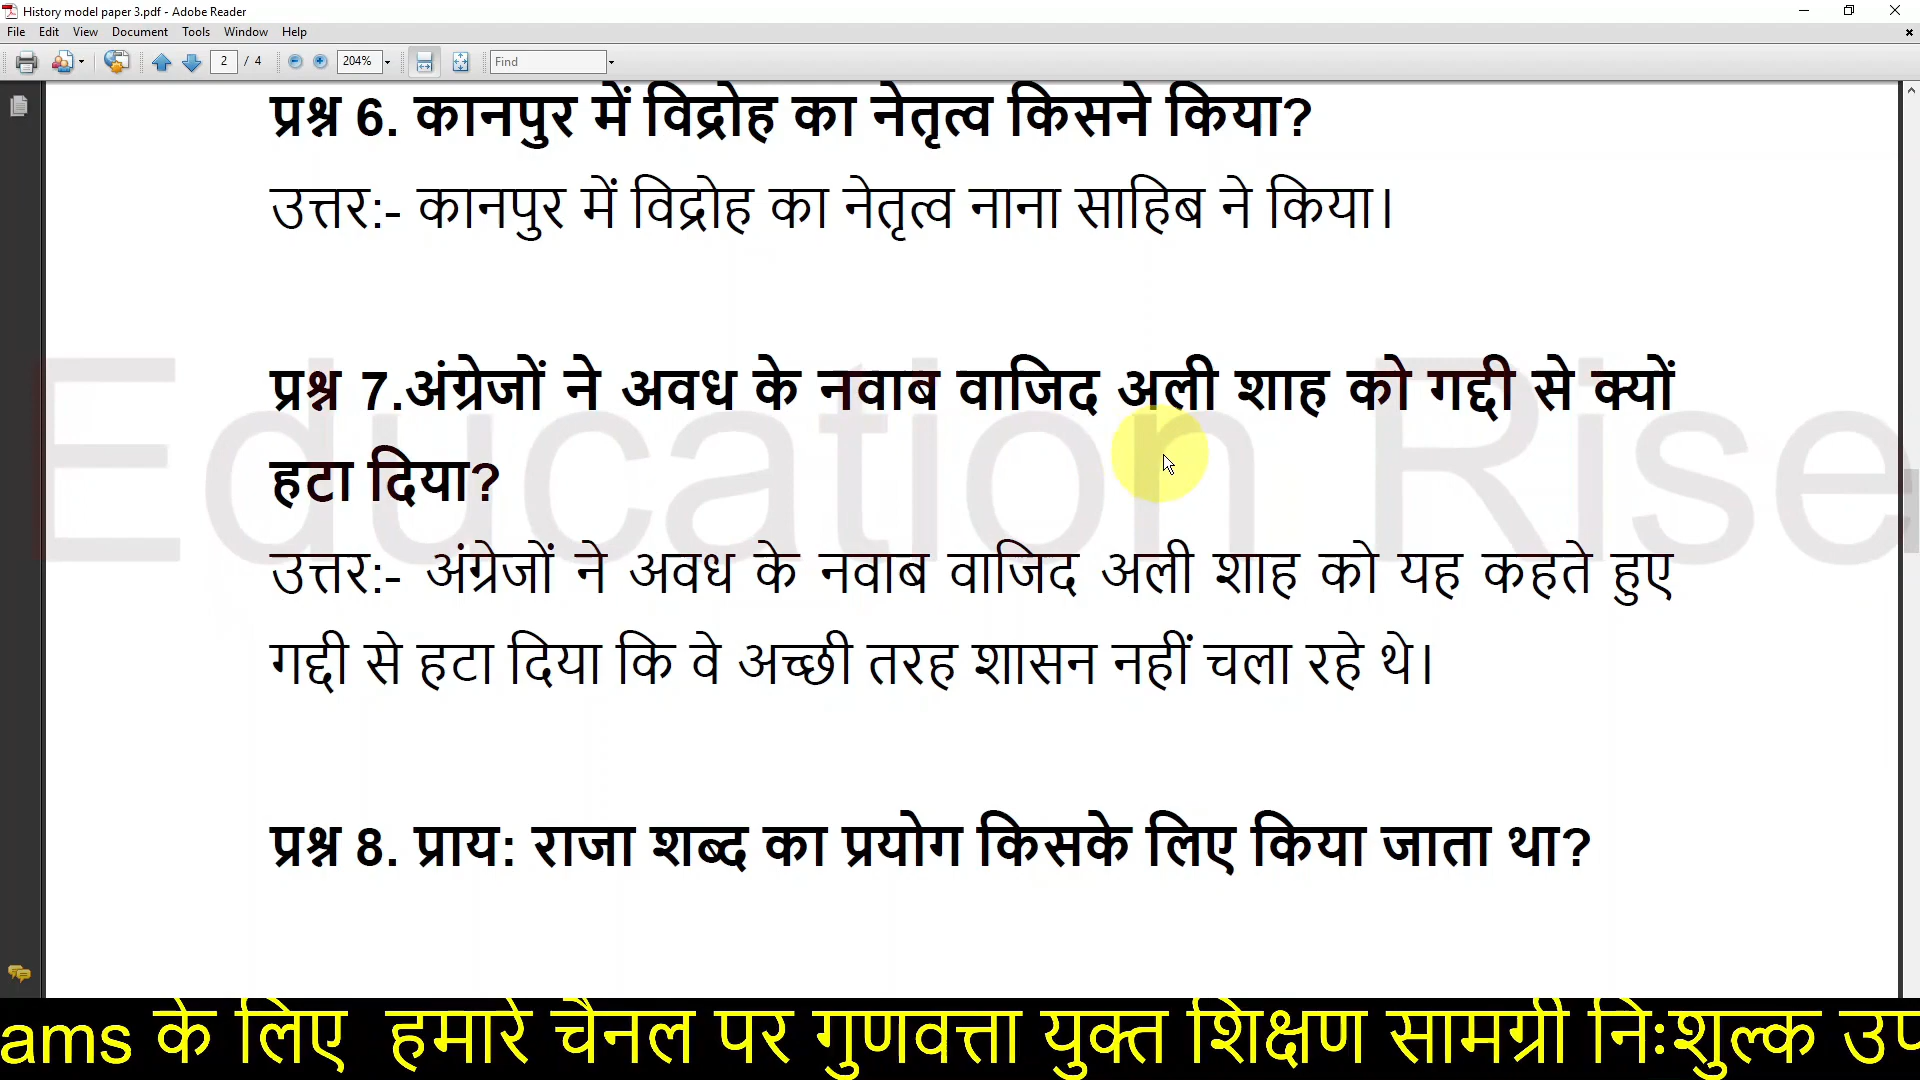 History model paper 3.pdf - Adobe Reader
File Edit View Document Tools Window Help
2 / 4 204% Find
प्रश्न 6. कानपुर में विद्रोह का नेतृत्व किसने किया?
उत्तर:- कानपुर में विद्रोह का नेतृत्व नाना साहिब ने किया।
प्रश्न 7.अंग्रेजों ने अवध के नवाब वाजिद अली शाह को गद्दी से क्यों
हटा दिया?
Education Rise
उत्तर:- अंग्रेजों ने अवध के नवाब वाजिद अली शाह को यह कहते हुए
गद्दी से हटा दिया कि वे अच्छी तरह शासन नहीं चला रहे थे।
प्रश्न 8. प्राय: राजा शब्द का प्रयोग किसके लिए किया जाता था?
ams के लिए हमारे चैनल पर गुणवत्ता युक्त शिक्षण सामग्री निःशुल्क उप